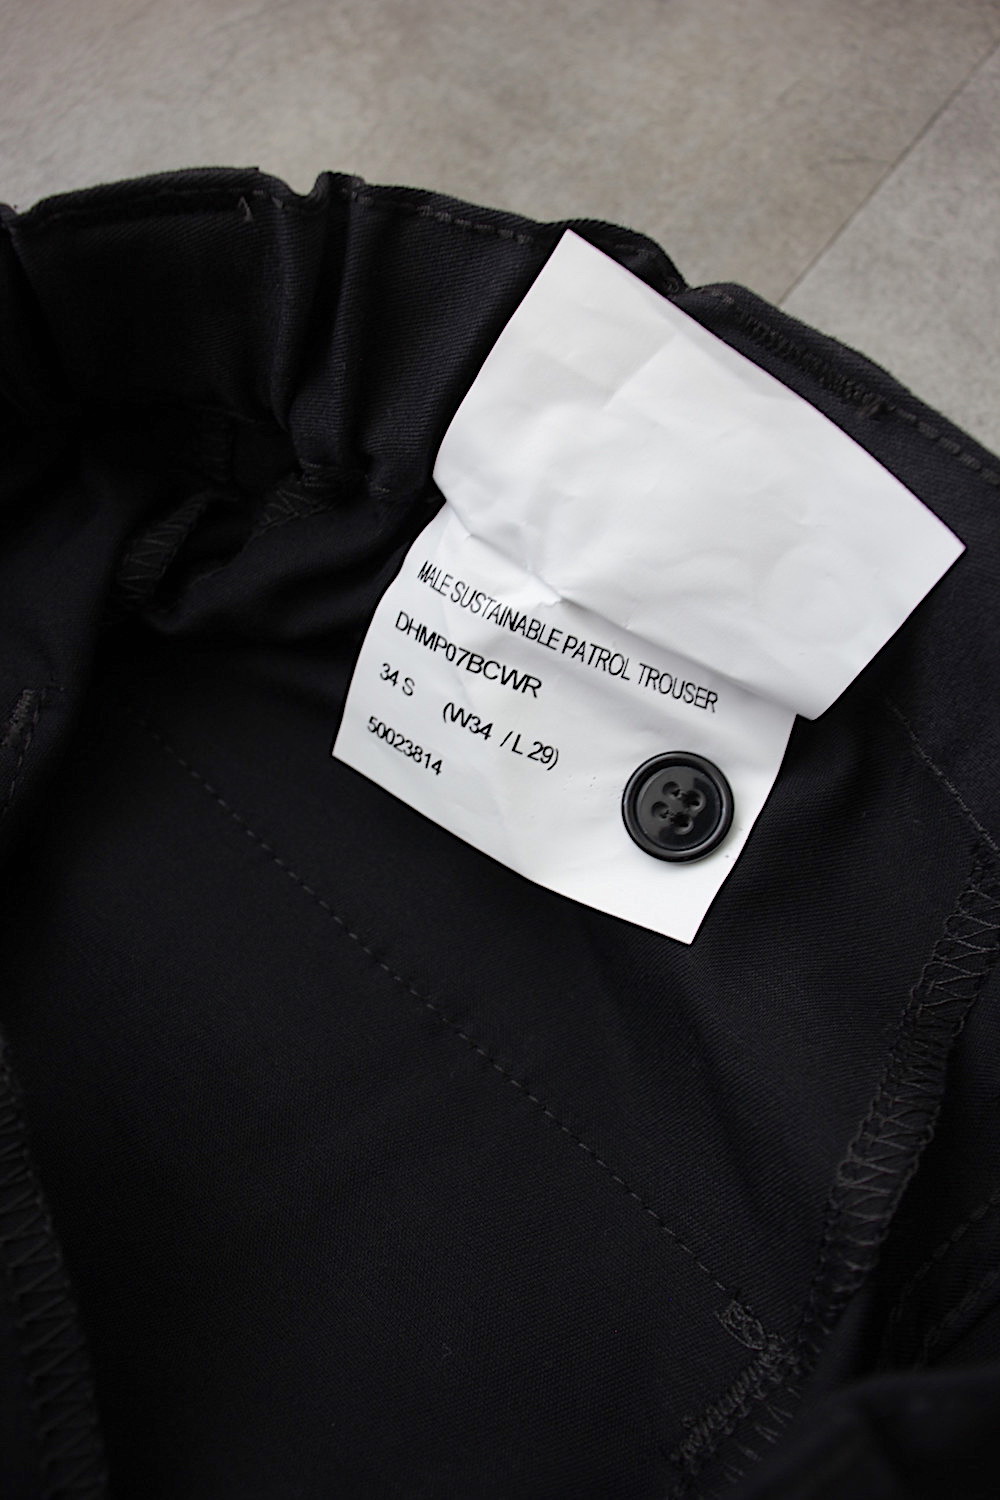 MALE SUSTAINABLE PATROL TROUSER
DHMP07BCWR
34 S (W34 / L 29)
50023814